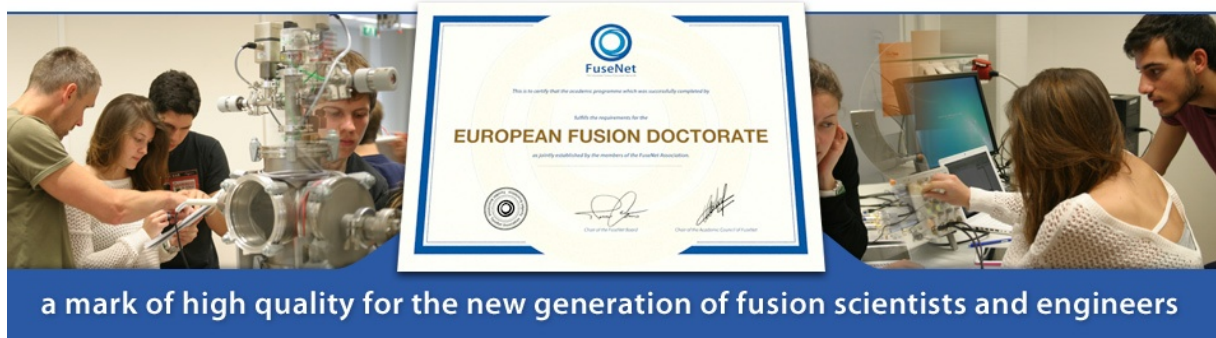 FuseNet
This is to certify that the academic programme which was successfully completed by
fulfills the requirements for the
EUROPEAN FUSION DOCTORATE
as jointly established by the members of the FuseNet Association.
Chair of the FuseNet Board
Chair of the Academic Council of FuseNet
a mark of high quality for the new generation of fusion scientists and engineers